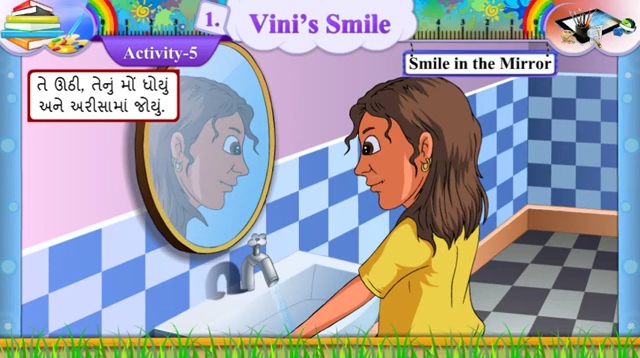 1.
Vini's Smile
Activity-5
Smile in the Mirror
તે ઊઠી, તેનું મોં ધોયું
અને અરીસામાં જોયું.